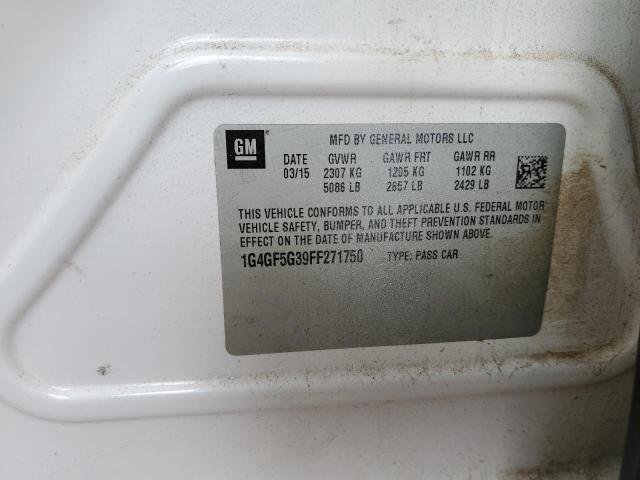 GM
MFD BY GENERAL MOTORS LLC
DATE GVWR GAWR FRT GAWR RR
03/15 2307 KG 1205 KG 1102 KG
5086 LB 2657 LB 2429 LB
THIS VEHICLE CONFORMS TO ALL APPLICABLE U.S. FEDERAL MOTOR
VEHICLE SAFETY, BUMPER, AND THEFT PREVENTION STANDARDS IN
EFFECT ON THE DATE OF MANUFACTURE SHOWN ABOVE.
1G4GF5G39FF271750 TYPE: PASS CAR